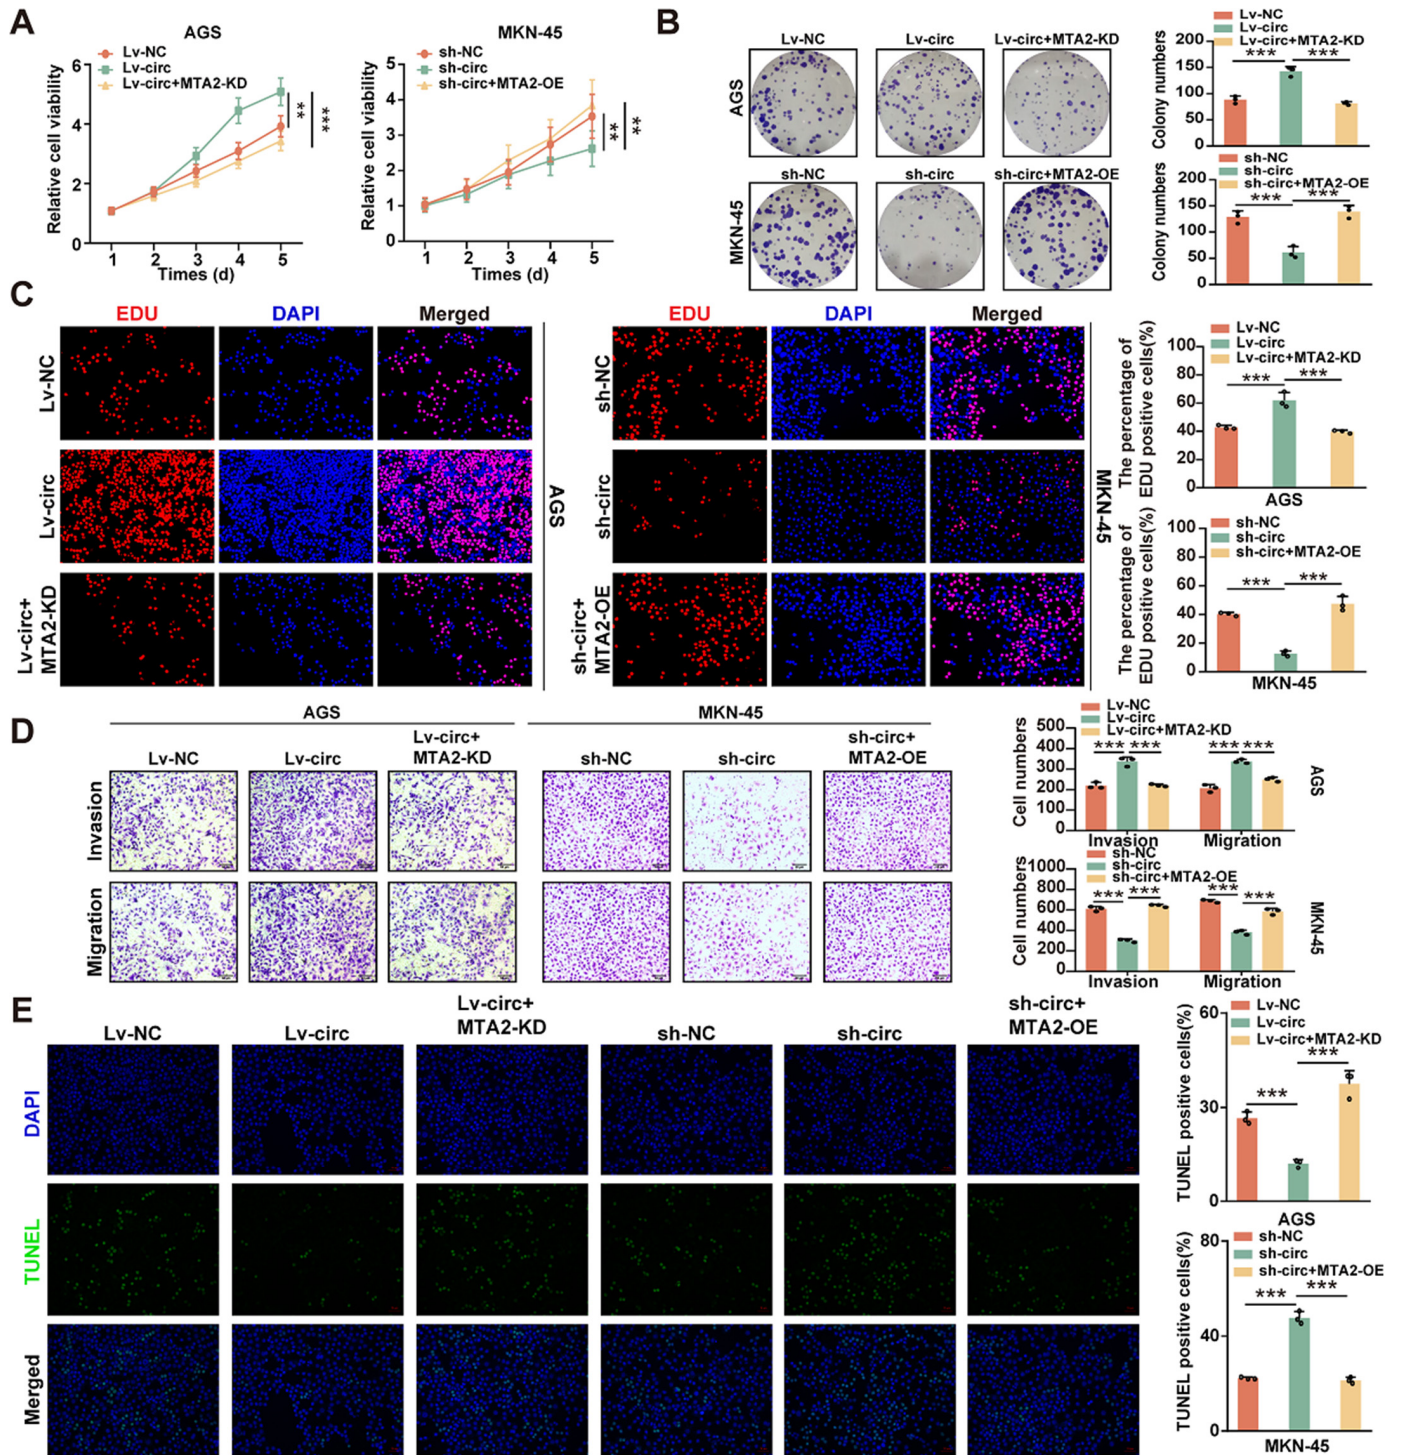 A
AGS
Lv-NC
Lv-circ
Lv-circ+MTA2-KD
Relative cell viability
6
4
2
0
1 2 3 4 5
Times (d)
**
***
MKN-45
sh-NC
sh-circ
sh-circ+MTA2-OE
Relative cell viability
5
4
3
2
1
0
1 2 3 4 5
Times (d)
**
**
B
Lv-NC Lv-circ Lv-circ+MTA2-KD
AGS
sh-NC sh-circ sh-circ+MTA2-OE
MKN-45
Lv-NC
Lv-circ
Lv-circ+MTA2-KD
Colony numbers
200
150
100
50
0
*** ***
sh-NC
sh-circ
sh-circ+MTA2-OE
Colony numbers
200
150
100
50
0
*** ***
C
EDU DAPI Merged
Lv-NC
Lv-circ
Lv-circ+
MTA2-KD
AGS
EDU DAPI Merged
sh-NC
sh-circ
sh-circ+
MTA2-OE
MKN-45
Lv-NC
Lv-circ
Lv-circ+MTA2-KD
The percentage of
EDU positive cells(%)
100
80
60
40
20
0
*** ***
AGS
sh-NC
sh-circ
sh-circ+MTA2-OE
The percentage of
EDU positive cells(%)
100
80
60
40
20
0
*** ***
MKN-45
D
AGS MKN-45
Lv-NC Lv-circ Lv-circ+
MTA2-KD
sh-NC sh-circ sh-circ+
MTA2-OE
Invasion
Migration
Lv-NC
Lv-circ
Lv-circ+MTA2-KD
Cell numbers
500
400
300
200
100
0
*** *** *** ***
Invasion Migration
AGS
sh-NC
sh-circ
sh-circ+MTA2-OE
Cell numbers
1000
800
600
400
200
0
*** *** *** ***
Invasion Migration
MKN-45
E
Lv-NC Lv-circ Lv-circ+
MTA2-KD
sh-NC sh-circ sh-circ+
MTA2-OE
DAPI
TUNEL
Merged
Lv-NC
Lv-circ
Lv-circ+MTA2-KD
TUNEL positive cells(%)
60
30
0
*** ***
AGS
sh-NC
sh-circ
sh-circ+MTA2-OE
TUNEL positive cells(%)
80
40
0
*** ***
MKN-45